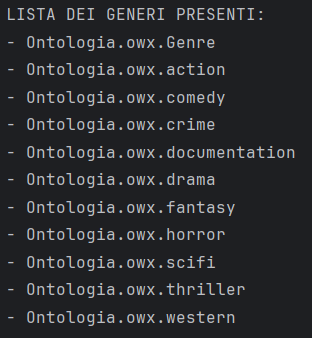 LISTA DEI GENERI PRESENTI:
- Ontologia.owx.Genre
- Ontologia.owx.action
- Ontologia.owx.comedy
- Ontologia.owx.crime
- Ontologia.owx.documentation
- Ontologia.owx.drama
- Ontologia.owx.fantasy
- Ontologia.owx.horror
- Ontologia.owx.scifi
- Ontologia.owx.thriller
- Ontologia.owx.western